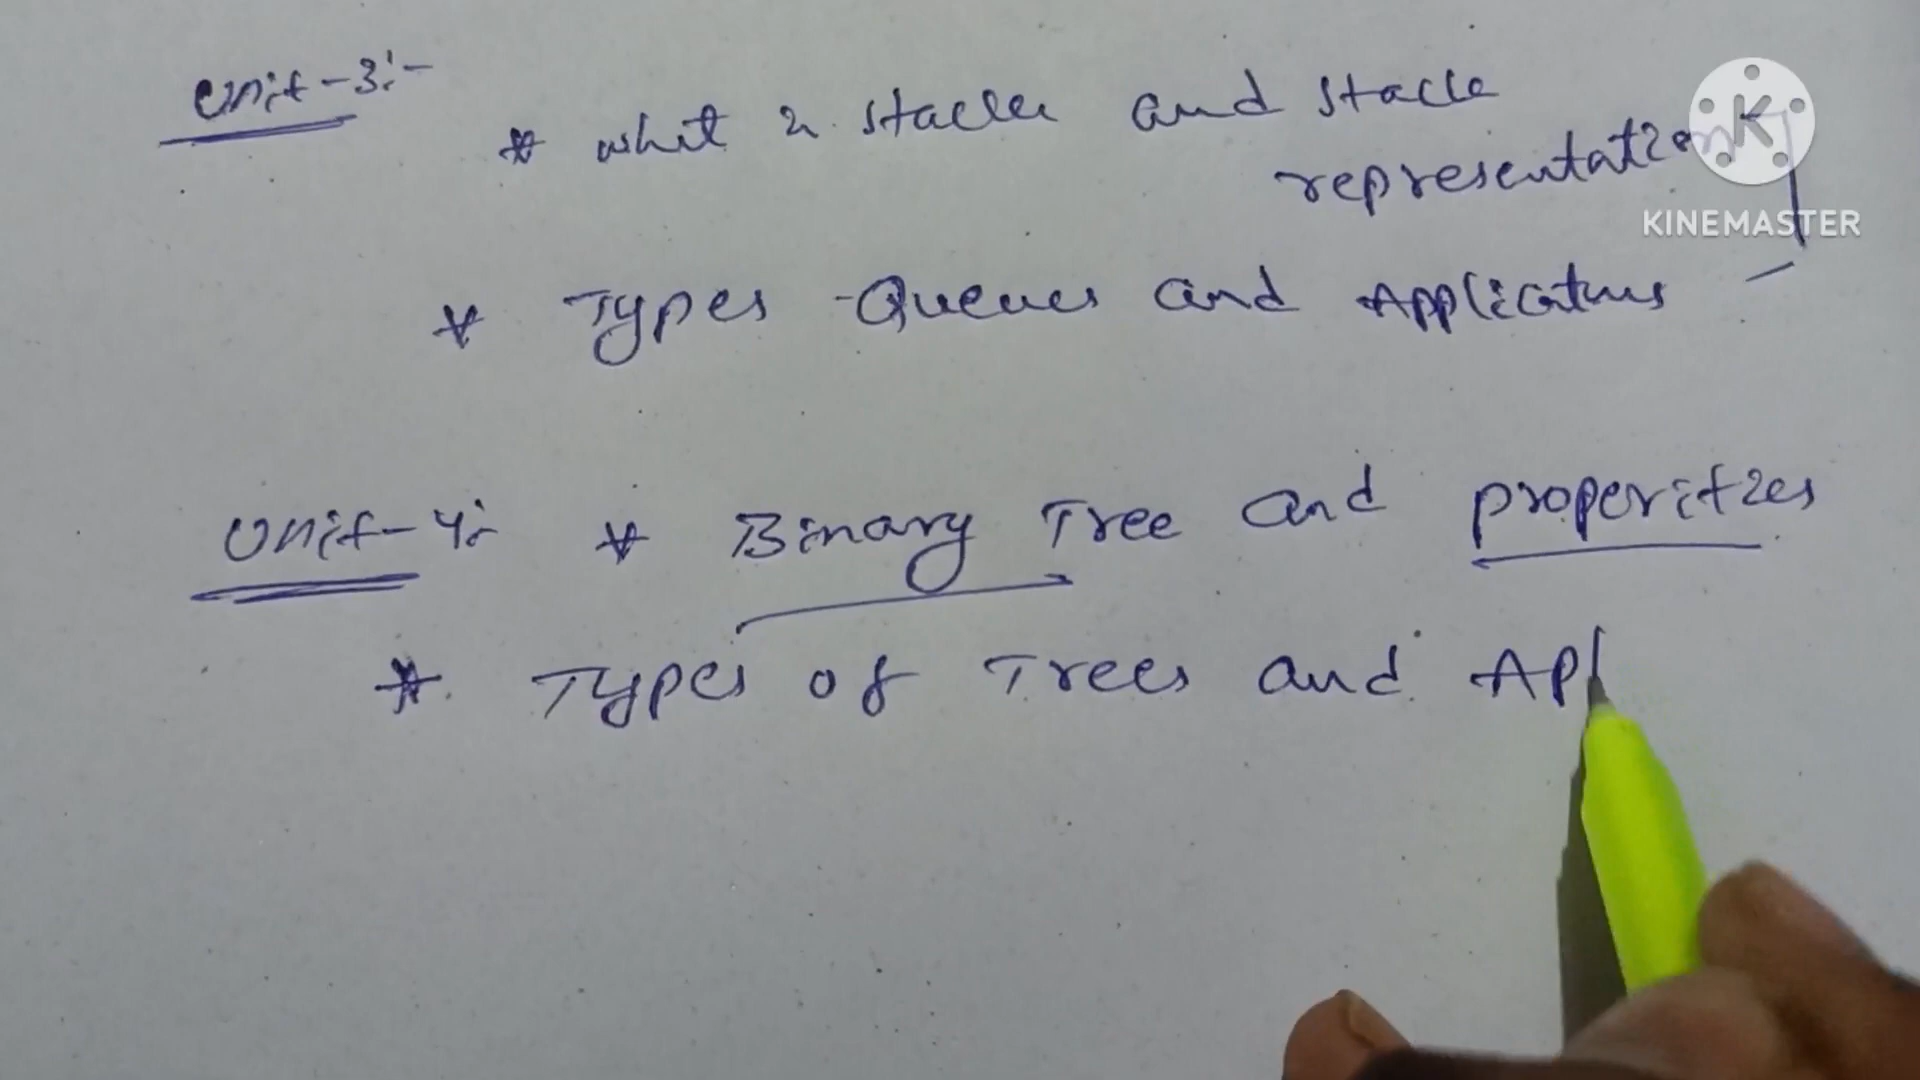 Unit-3:-
* what is stack and stack
representation
* Types Queues and Applications
Unit-4:- * Binary Tree and properities
* Types of Trees and Apl
K
KINEMASTER